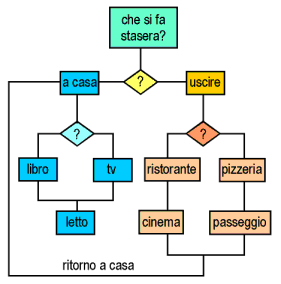 che si fa
stasera?
a casa
?
uscire
?
?
libro
tv
ristorante
pizzeria
letto
cinema
passeggio
ritorno a casa